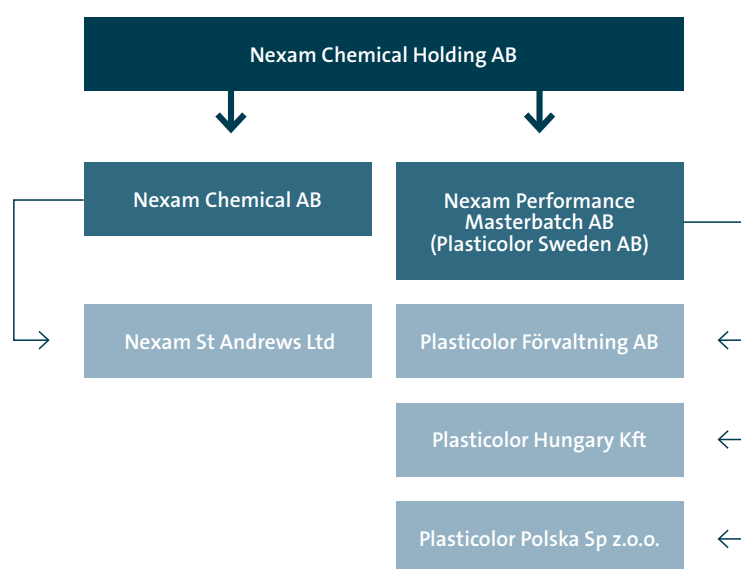 Nexam Chemical Holding AB
Nexam Chemical AB
Nexam Performance
Masterbatch AB
(Plasticolor Sweden AB)
Nexam St Andrews Ltd
Plasticolor Förvaltning AB
Plasticolor Hungary Kft
Plasticolor Polska Sp z.o.o.